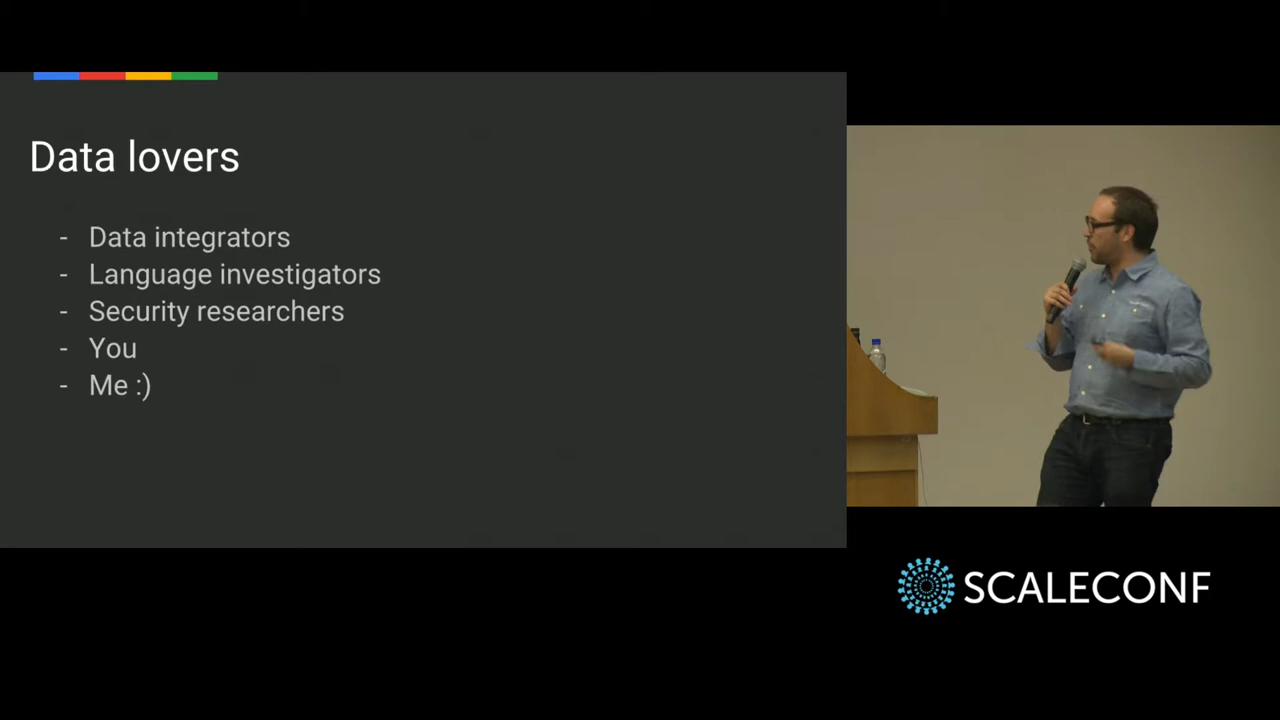 Data lovers
- Data integrators
- Language investigators
- Security researchers
- You
- Me :)
SCALECONF